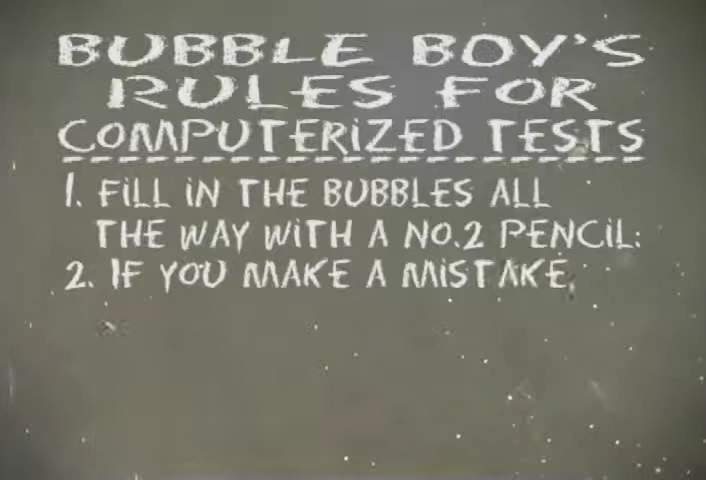 BUBBLE BOY'S
RULES FOR
COMPUTERIZED TESTS
1. FiLL iN THE BUBBLES ALL
THE WAY WiTH A NO.2 PENCiL.
2. IF YOU MAKE A MiSTAKE,